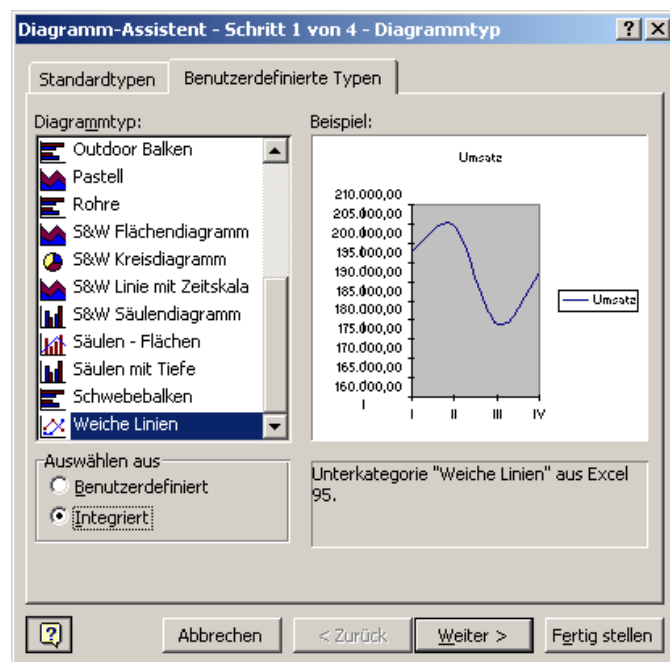 Diagramm-Assistent - Schritt 1 von 4 - Diagrammtyp
Standardtypen
Benutzerdefinierte Typen
Diagrammtyp:
Outdoor Balken
Pastell
Rohre
S&W Flächendiagramm
S&W Kreisdiagramm
S&W Linie mit Zeitskala
S&W Säulendiagramm
Säulen - Flächen
Säulen mit Tiefe
Schwebebalken
Weiche Linien
Auswählen aus
Benutzerdefiniert
Integriert
Beispiel:
Umsatz
210.000,00
205.000,00
200.000,00
195.000,00
190.000,00
185.000,00
180.000,00
175.000,00
170.000,00
165.000,00
160.000,00
I
I II III IV
Umsatz
Unterkategorie "Weiche Linien" aus Excel
95.
Abbrechen
< Zurück
Weiter >
Fertig stellen